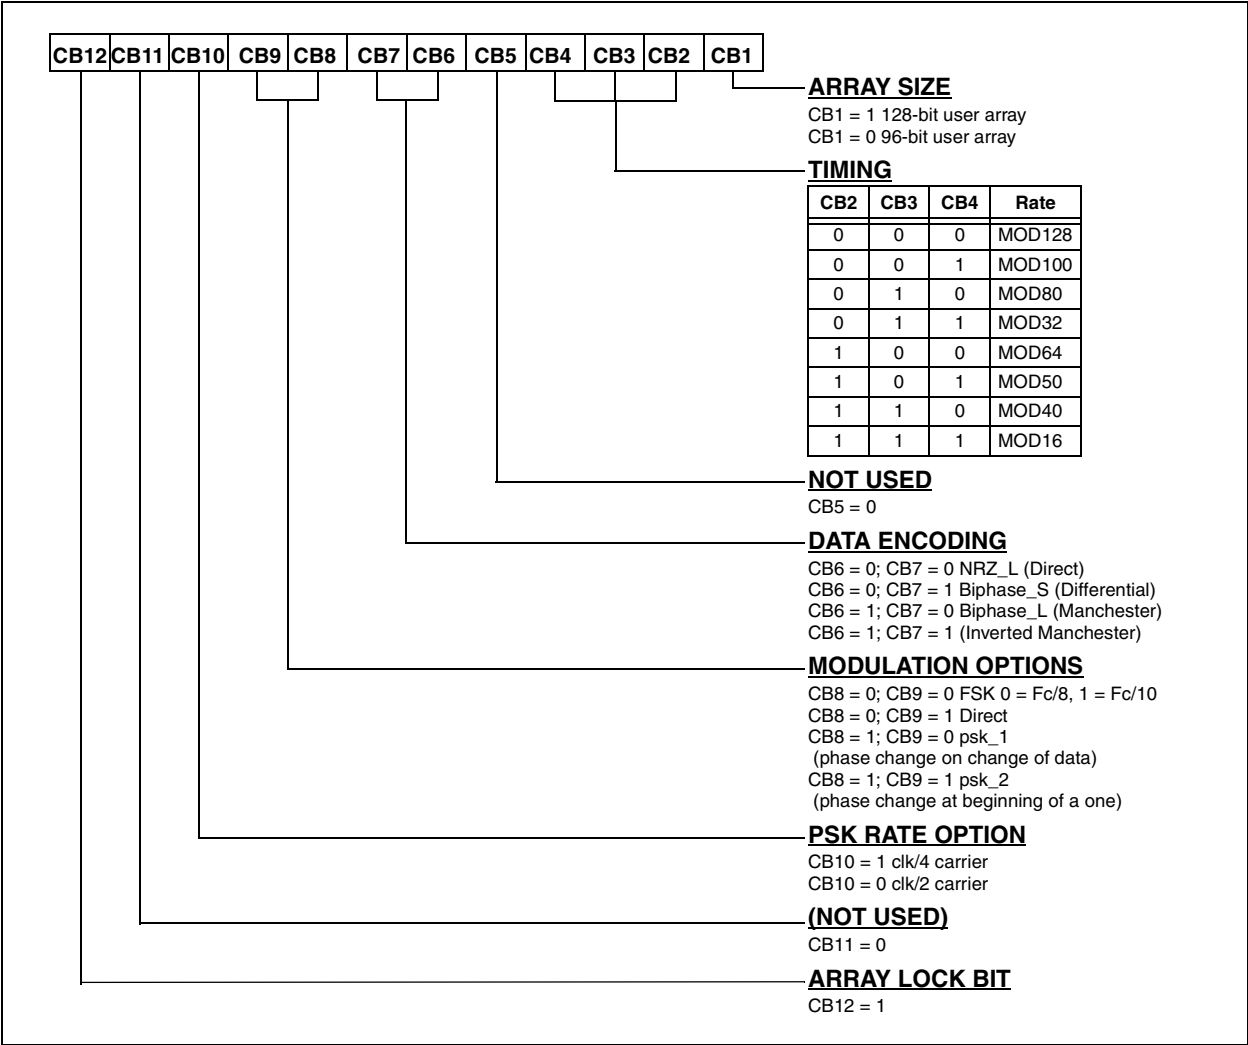 CB12 CB11 CB10 CB9 CB8 CB7 CB6 CB5 CB4 CB3 CB2 CB1
ARRAY SIZE
CB1 = 1 128-bit user array
CB1 = 0 96-bit user array
TIMING
CB2 CB3 CB4 Rate
0 0 0 MOD128
0 0 1 MOD100
0 1 0 MOD80
0 1 1 MOD32
1 0 0 MOD64
1 0 1 MOD50
1 1 0 MOD40
1 1 1 MOD16
NOT USED
CB5 = 0
DATA ENCODING
CB6 = 0; CB7 = 0 NRZ_L (Direct)
CB6 = 0; CB7 = 1 Biphase_S (Differential)
CB6 = 1; CB7 = 0 Biphase_L (Manchester)
CB6 = 1; CB7 = 1 (Inverted Manchester)
MODULATION OPTIONS
CB8 = 0; CB9 = 0 FSK 0 = Fc/8, 1 = Fc/10
CB8 = 0; CB9 = 1 Direct
CB8 = 1; CB9 = 0 psk_1
(phase change on change of data)
CB8 = 1; CB9 = 1 psk_2
(phase change at beginning of a one)
PSK RATE OPTION
CB10 = 1 clk/4 carrier
CB10 = 0 clk/2 carrier
(NOT USED)
CB11 = 0
ARRAY LOCK BIT
CB12 = 1